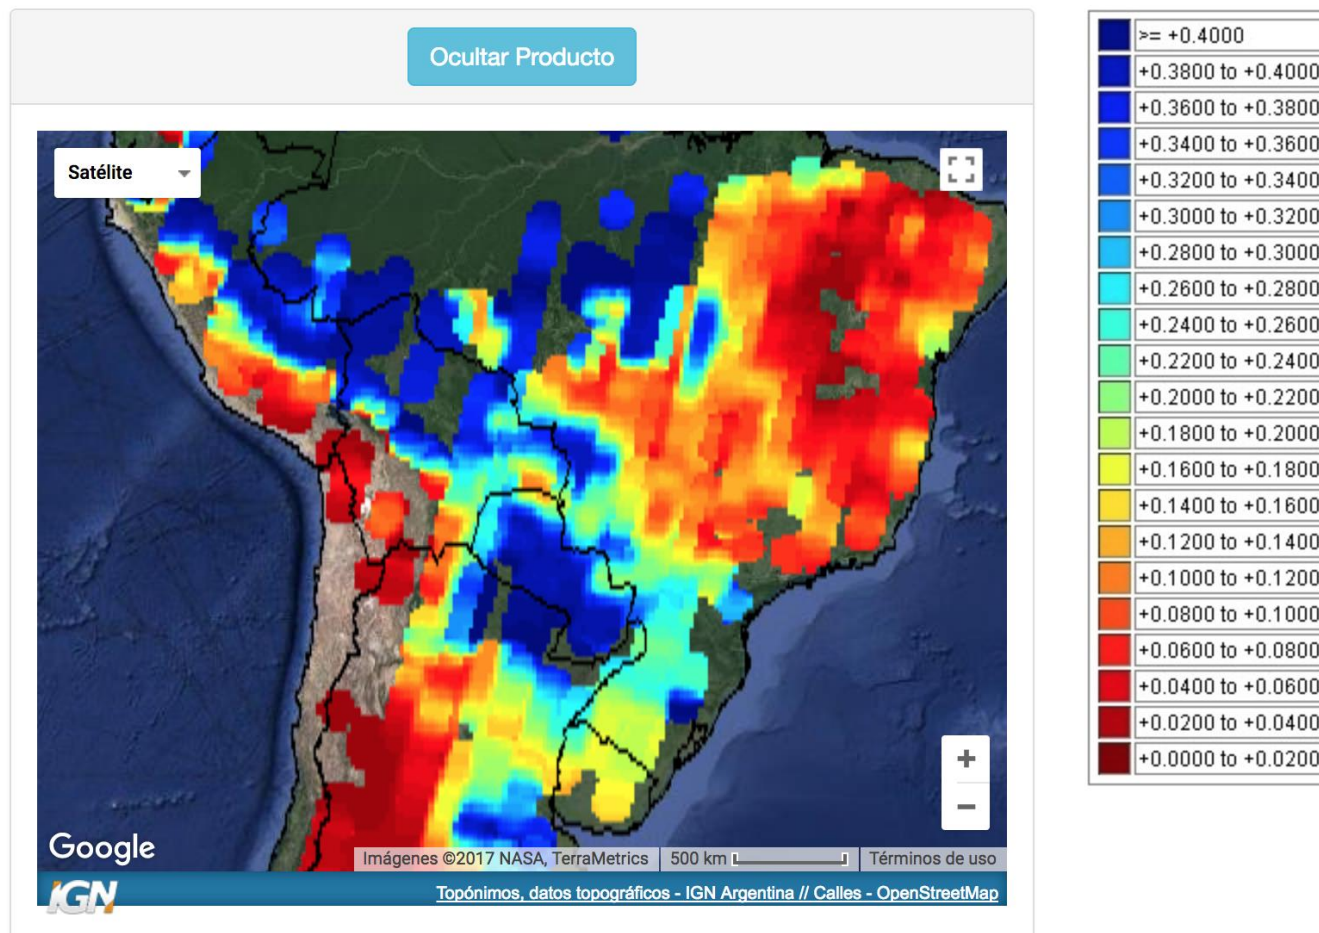 Ocultar Producto
Satélite
Google
Imágenes ©2017 NASA, TerraMetrics
500 km
Términos de uso
IGN
Topónimos, datos topográficos - IGN Argentina // Calles - OpenStreetMap
>= +0.4000
+0.3800 to +0.4000
+0.3600 to +0.3800
+0.3400 to +0.3600
+0.3200 to +0.3400
+0.3000 to +0.3200
+0.2800 to +0.3000
+0.2600 to +0.2800
+0.2400 to +0.2600
+0.2200 to +0.2400
+0.2000 to +0.2200
+0.1800 to +0.2000
+0.1600 to +0.1800
+0.1400 to +0.1600
+0.1200 to +0.1400
+0.1000 to +0.1200
+0.0800 to +0.1000
+0.0600 to +0.0800
+0.0400 to +0.0600
+0.0200 to +0.0400
+0.0000 to +0.0200